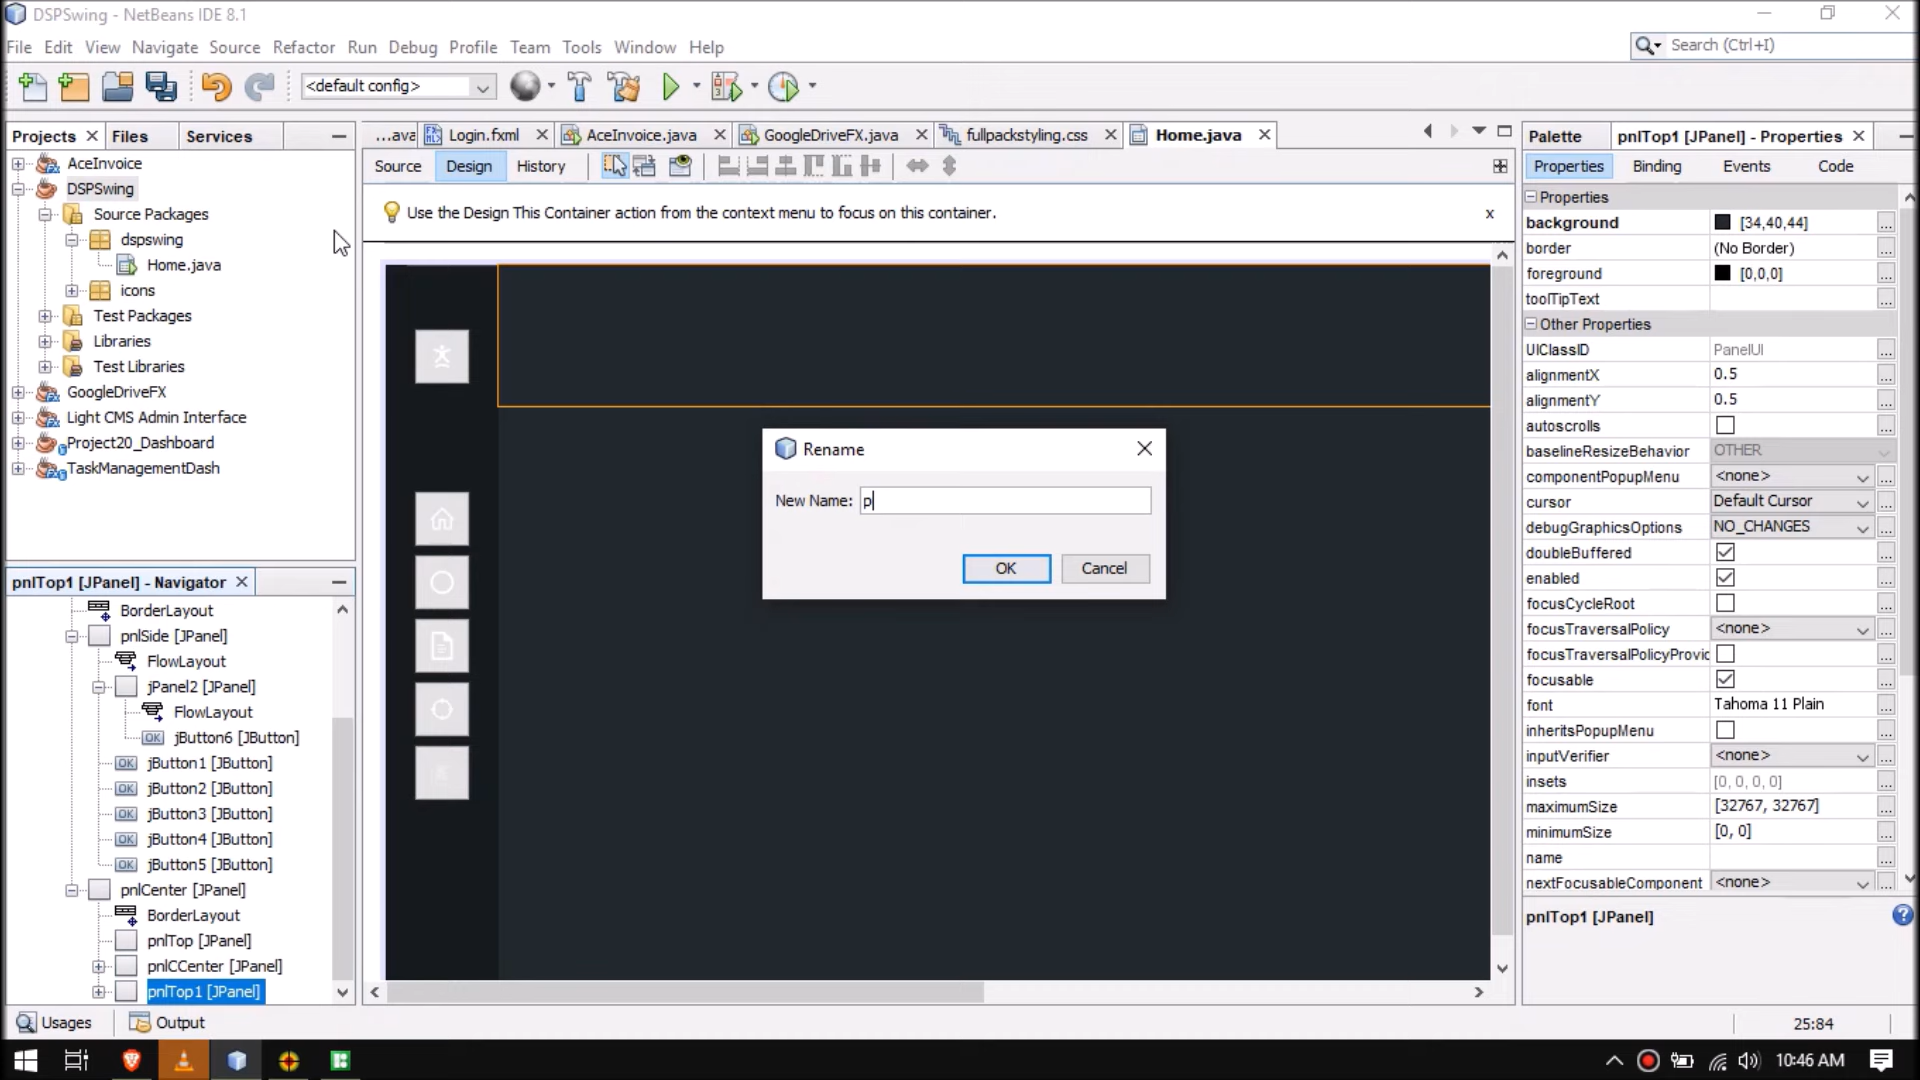 DSPSwing - NetBeans IDE 8.1
File Edit View Navigate Source Refactor Run Debug Profile Team Tools Window Help
Search (Ctrl+I)
<default config>
Projects Files Services
...ava Login.fxml AceInvoice.java GoogleDriveFX.java fullpackstyling.css Home.java
Palette pnlTop1 [JPanel] - Properties
Source Design History
Properties Binding Events Code
AceInvoice
DSPSwing
Source Packages
dspswing
Home.java
icons
Test Packages
Libraries
Test Libraries
GoogleDriveFX
Light CMS Admin Interface
Project20_Dashboard
TaskManagementDash
Use the Design This Container action from the context menu to focus on this container. x
Rename
New Name: p
OK Cancel
pnlTop1 [JPanel] - Navigator
BorderLayout
pnlSide [JPanel]
FlowLayout
jPanel2 [JPanel]
FlowLayout
OK jButton6 [JButton]
OK jButton1 [JButton]
OK jButton2 [JButton]
OK jButton3 [JButton]
OK jButton4 [JButton]
OK jButton5 [JButton]
pnlCenter [JPanel]
BorderLayout
pnlTop [JPanel]
pnlCCenter [JPanel]
pnlTop1 [JPanel]
Properties
background [34,40,44] ...
border (No Border) ...
foreground [0,0,0] ...
toolTipText ...
Other Properties
UIClassID PanelUI ...
alignmentX 0.5 ...
alignmentY 0.5 ...
autoscrolls ...
baselineResizeBehavior OTHER
componentPopupMenu <none> ...
cursor Default Cursor ...
debugGraphicsOptions NO_CHANGES ...
doubleBuffered ...
enabled ...
focusCycleRoot ...
focusTraversalPolicy <none> ...
focusTraversalPolicyProvic ...
focusable ...
font Tahoma 11 Plain ...
inheritsPopupMenu ...
inputVerifier <none> ...
insets [0, 0, 0, 0] ...
maximumSize [32767, 32767] ...
minimumSize [0, 0] ...
name ...
nextFocusableComponent <none> ...
pnlTop1 [JPanel]
Usages Output
25:84
10:46 AM